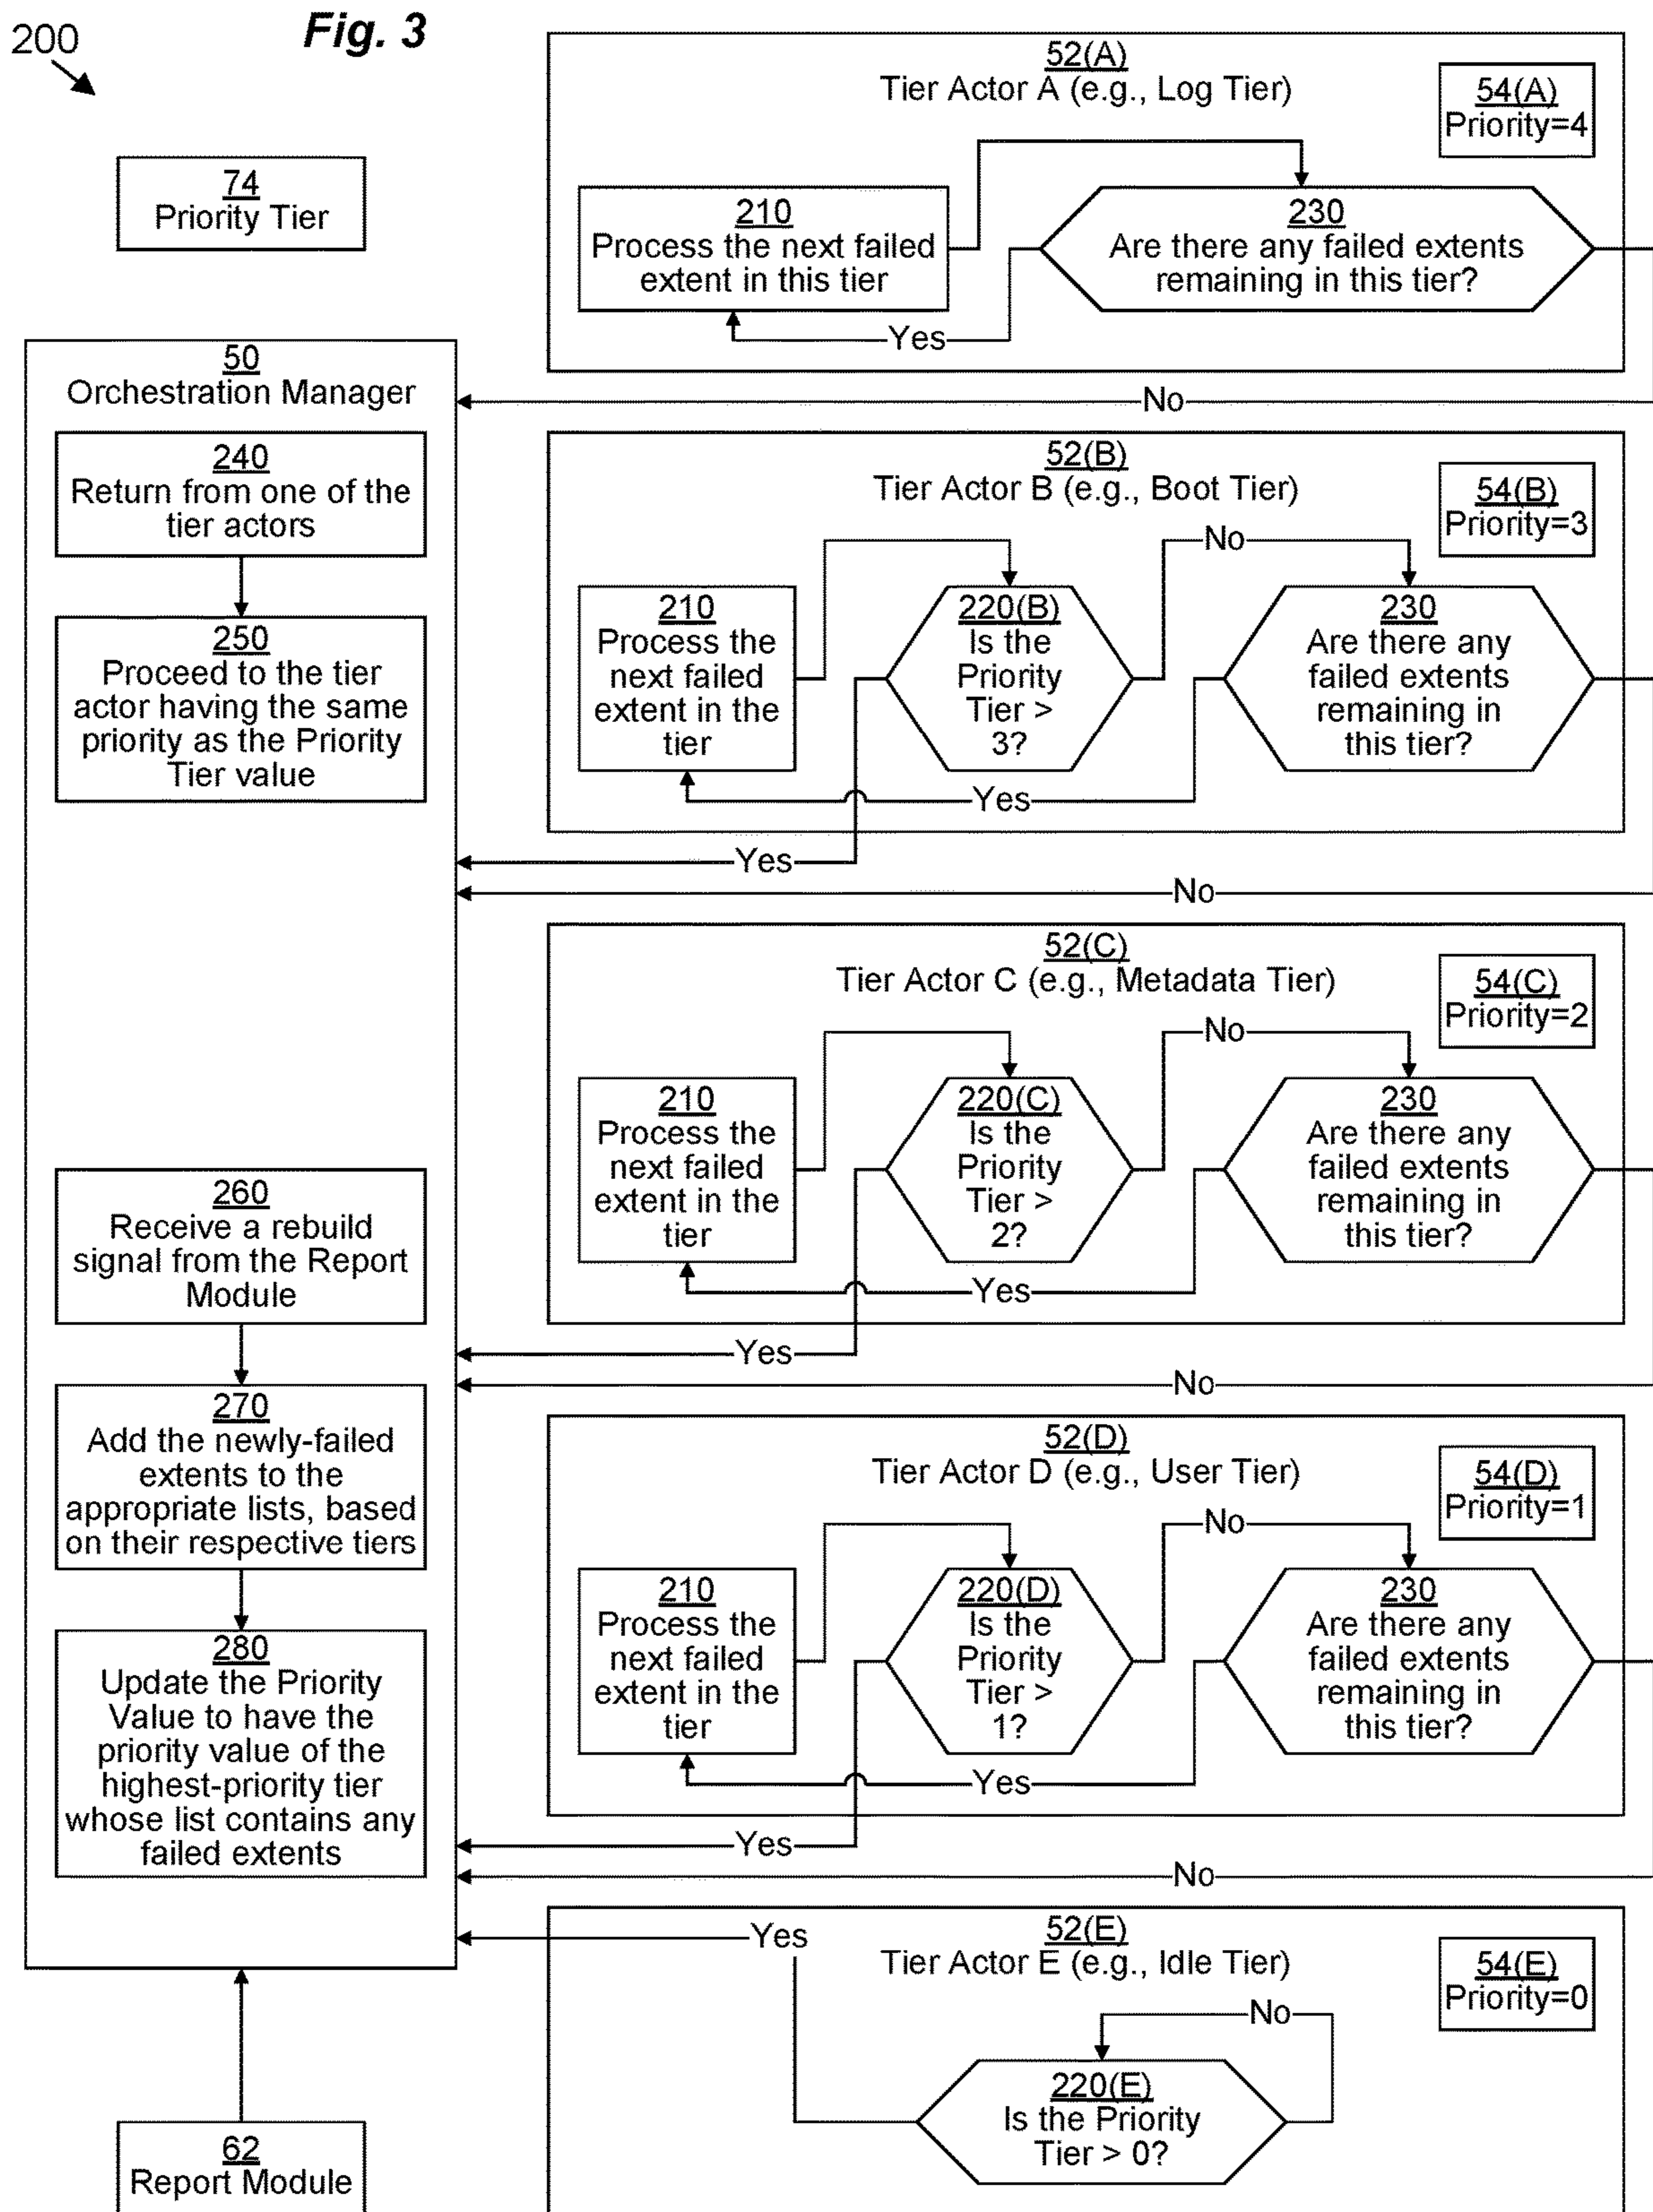 200
Fig. 3
74
Priority Tier
50
Orchestration Manager
240
Return from one of the
tier actors
250
Proceed to the tier
actor having the same
priority as the Priority
Tier value
260
Receive a rebuild
signal from the Report
Module
270
Add the newly-failed
extents to the
appropriate lists, based
on their respective tiers
280
Update the Priority
Value to have the
priority value of the
highest-priority tier
whose list contains any
failed extents
62
Report Module
52(A)
Tier Actor A (e.g., Log Tier)
54(A)
Priority=4
210
Process the next failed
extent in this tier
230
Are there any failed extents
remaining in this tier?
Yes
No
52(B)
Tier Actor B (e.g., Boot Tier)
54(B)
Priority=3
No
210
Process the
next failed
extent in the
tier
220(B)
Is the
Priority
Tier >
3?
230
Are there any
failed extents
remaining in
this tier?
Yes
Yes
No
52(C)
Tier Actor C (e.g., Metadata Tier)
54(C)
Priority=2
No
210
Process the
next failed
extent in the
tier
220(C)
Is the
Priority
Tier >
2?
230
Are there any
failed extents
remaining in
this tier?
Yes
Yes
No
52(D)
Tier Actor D (e.g., User Tier)
54(D)
Priority=1
No
210
Process the
next failed
extent in the
tier
220(D)
Is the
Priority
Tier >
1?
230
Are there any
failed extents
remaining in
this tier?
Yes
Yes
No
Yes
52(E)
Tier Actor E (e.g., Idle Tier)
54(E)
Priority=0
No
220(E)
Is the Priority
Tier > 0?